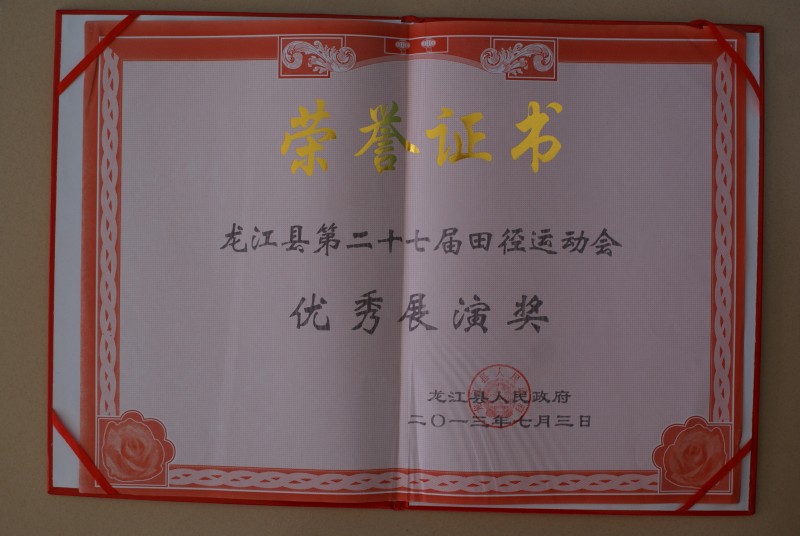 荣誉证书
龙江县第二十七届田径运动会
优秀展演奖
龙江县人民政府
二〇一三年七月三日